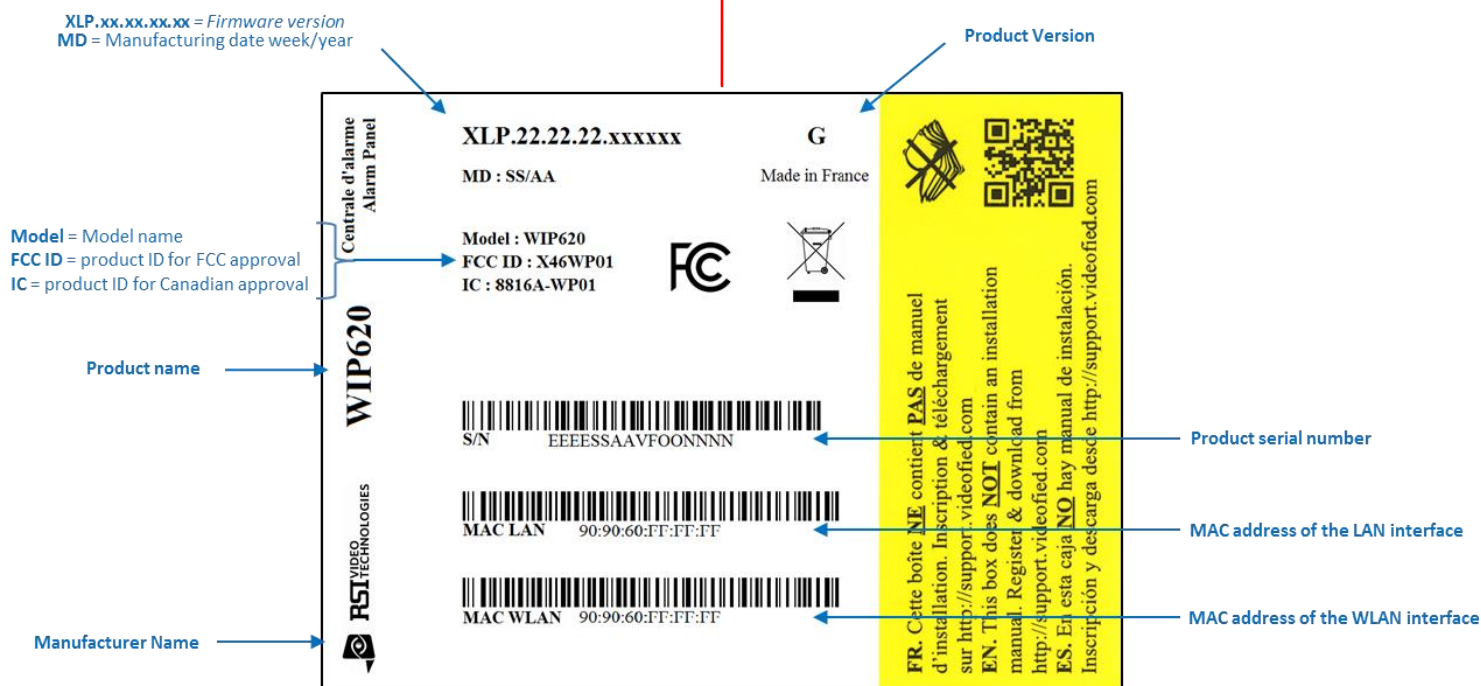 XLP.xx.xx.xx.xx = Firmware version
MD = Manufacturing date week/year
Product Version
Centrale d'alarme
Alarm Panel
XLP.22.22.22.xxxxxx
G
MD : SS/AA
Made in France
Model = Model name
FCC ID = product ID for FCC approval
IC = product ID for Canadian approval
Model : WIP620
FCC ID : X46WP01
IC : 8816A-WP01
FC
Product name
WIP620
S/N EEEESSAAVFOONNNN
Product serial number
MAC LAN 90:90:60:FF:FF:FF
MAC address of the LAN interface
MAC WLAN 90:90:60:FF:FF:FF
MAC address of the WLAN interface
RSI VIDEO
TECHNOLOGIES
Manufacturer Name
FR. Cette boîte NE contient PAS de manuel
d'installation. Inscription & téléchargement
sur http://support.videofied.com
EN. This box does NOT contain an installation
manual. Register & download from
http://support.videofied.com
ES. En esta caja NO hay manual de instalación.
Inscripción y descarga desde http://support.videofied.com